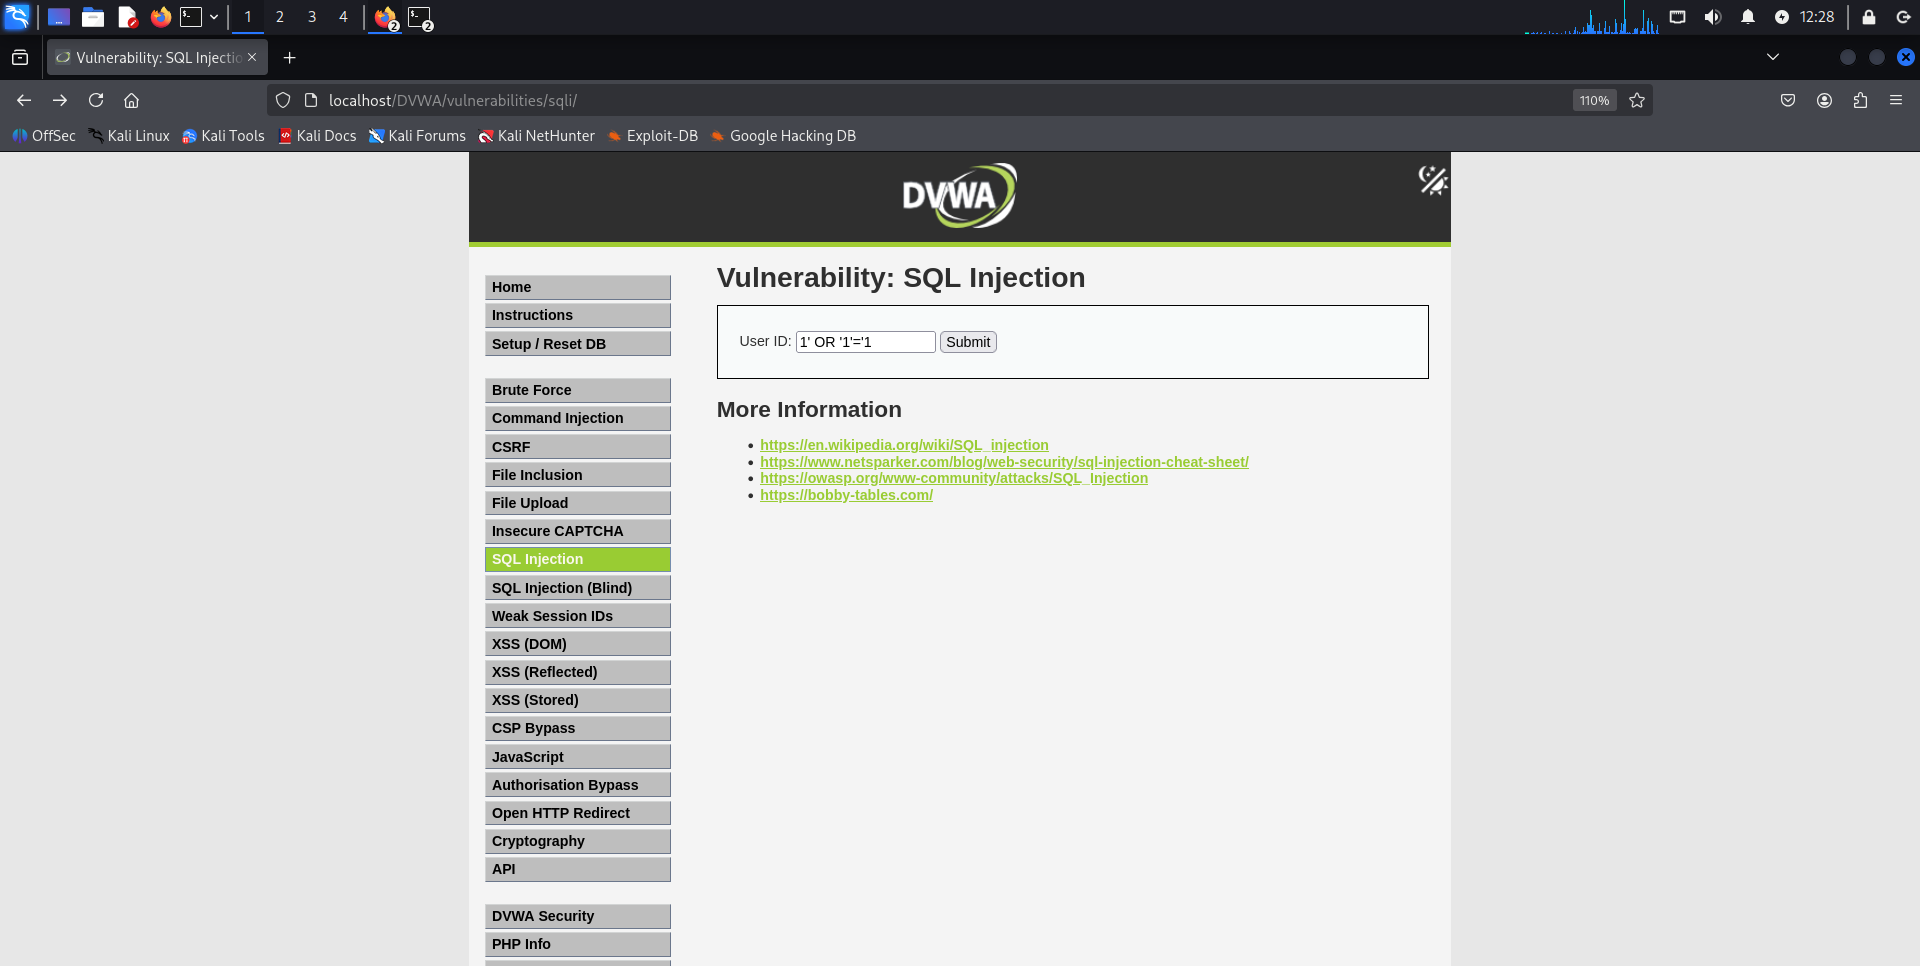 1 2 3 4 2 2 12:28
Vulnerability: SQL Injectio
localhost/DVWA/vulnerabilities/sqli/ 110%
OffSec Kali Linux Kali Tools Kali Docs Kali Forums Kali NetHunter Exploit-DB Google Hacking DB
DVWA
Home
Instructions
Setup / Reset DB
Brute Force
Command Injection
CSRF
File Inclusion
File Upload
Insecure CAPTCHA
SQL Injection
SQL Injection (Blind)
Weak Session IDs
XSS (DOM)
XSS (Reflected)
XSS (Stored)
CSP Bypass
JavaScript
Authorisation Bypass
Open HTTP Redirect
Cryptography
API
DVWA Security
PHP Info
Vulnerability: SQL Injection
User ID: 1' OR '1'='1 Submit
More Information
https://en.wikipedia.org/wiki/SQL_injection
https://www.netsparker.com/blog/web-security/sql-injection-cheat-sheet/
https://owasp.org/www-community/attacks/SQL_Injection
https://bobby-tables.com/